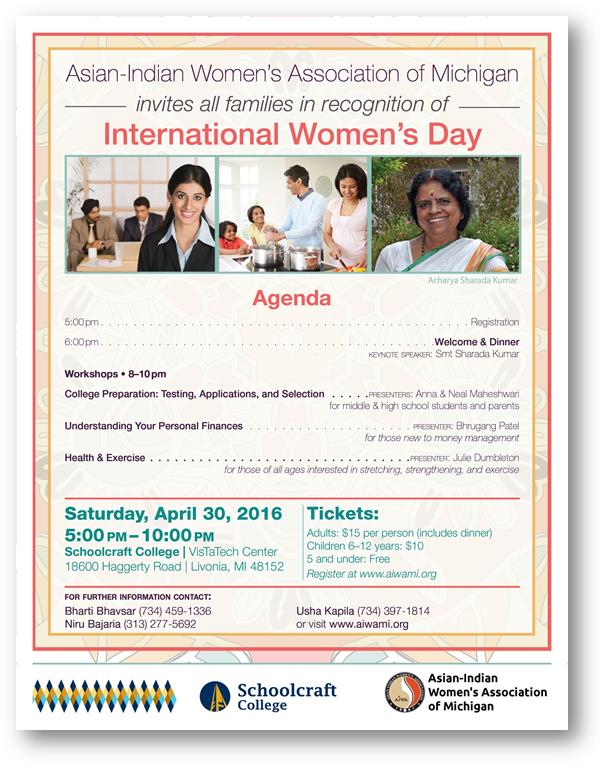 Asian-Indian Women's Association of Michigan
invites all families in recognition of
International Women's Day
Acharya Sharada Kumar
Agenda
5:00pm . . . . . . . . . . Registration
6:00pm . . . . . . . . . . Welcome & Dinner
KEYNOTE SPEAKER: Smt Sharada Kumar
Workshops • 8–10pm
College Preparation: Testing, Applications, and Selection . . . . .PRESENTERS: Anna & Neal Maheshwari
for middle & high school students and parents
Understanding Your Personal Finances . . . . . . . . . . PRESENTER: Bhrugang Patel
for those new to money management
Health & Exercise . . . . . . . . . . PRESENTER: Julie Dumbleton
for those of all ages interested in stretching, strengthening, and exercise
Saturday, April 30, 2016
5:00 PM – 10:00 PM
Schoolcraft College | VisTaTech Center
18600 Haggerty Road | Livonia, MI 48152
Tickets:
Adults: $15 per person (includes dinner)
Children 6–12 years: $10
5 and under: Free
Register at www.aiwami.org
FOR FURTHER INFORMATION CONTACT:
Bharti Bhavsar (734) 459-1336
Niru Bajaria (313) 277-5692
Usha Kapila (734) 397-1814
or visit www.aiwami.org
Schoolcraft
College
Asian-Indian
Women's Association
of Michigan